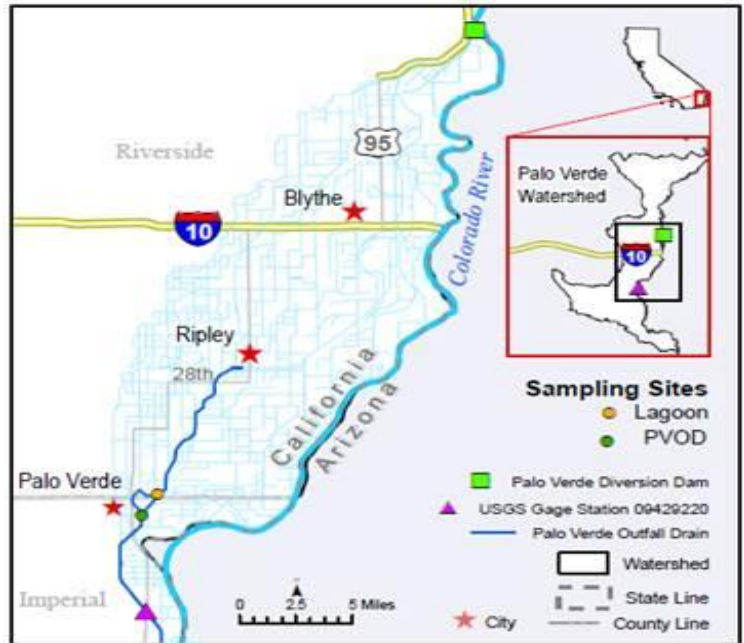 Riverside
95
Blythe
10
Colorado River
Ripley
28th
California
Arizona
Palo Verde
Imperial
0 2.5 5 Miles
Palo Verde
Watershed
10
Sampling Sites
Lagoon
PVOD
Palo Verde Diversion Dam
USGS Gage Station 09429220
Palo Verde Outfall Drain
Watershed
State Line
City
County Line